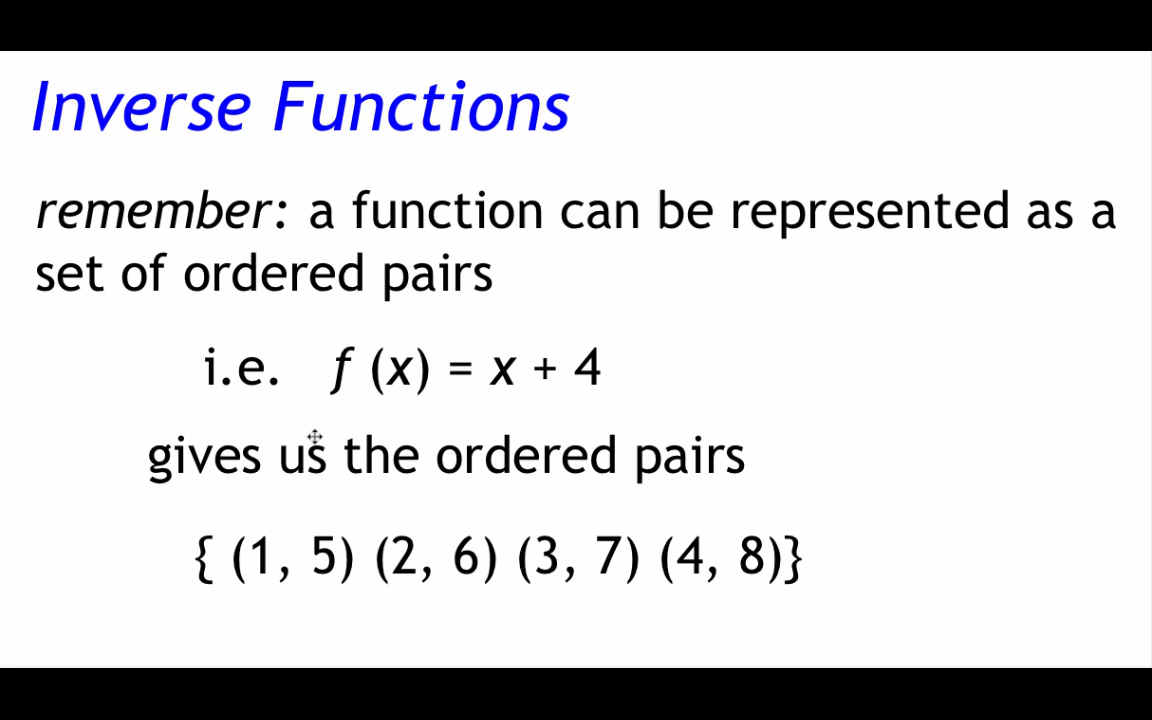 Inverse Functions
remember: a function can be represented as a
set of ordered pairs
i.e. f (x) = x + 4
gives us the ordered pairs
{ (1, 5) (2, 6) (3, 7) (4, 8)}